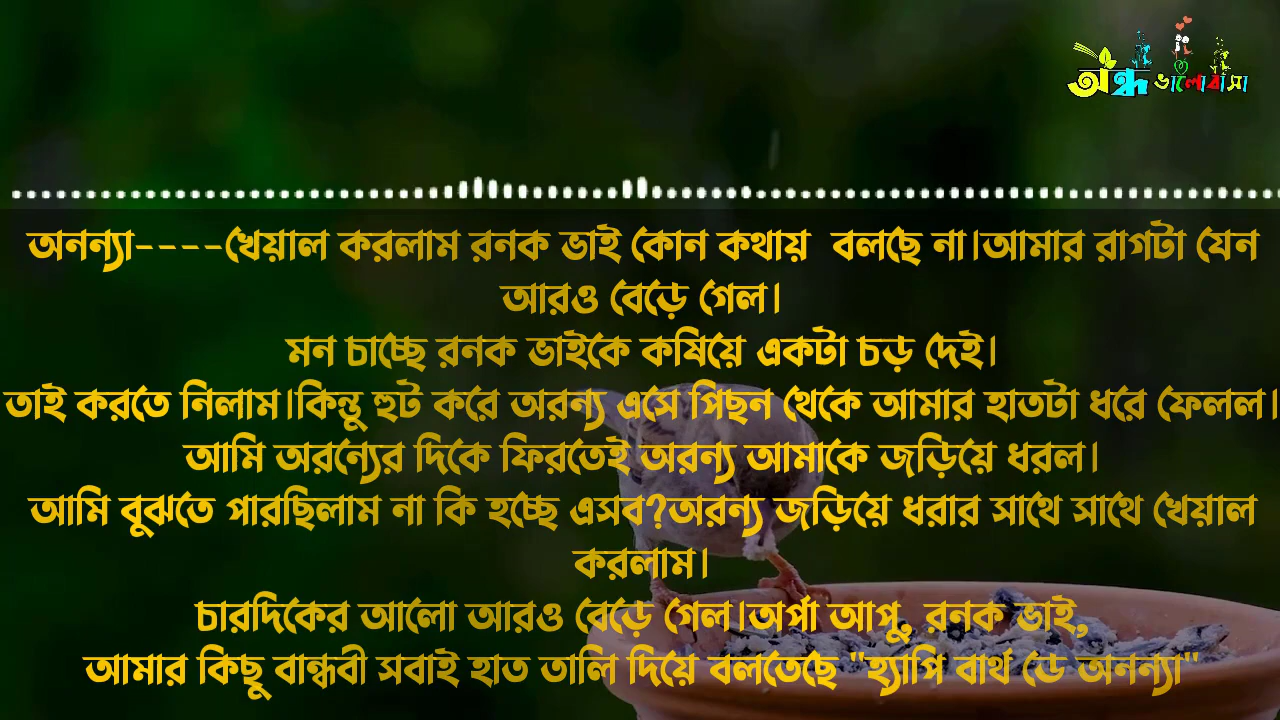 অন্ধ ভালোবাসা
অনন্যা----খেয়াল করলাম রনক ভাই কোন কথায় বলছে না।আমার রাগটা যেন
আরও বেড়ে গেল।
মন চাচ্ছে রনক ভাইকে কষিয়ে একটা চড় দেই।
তাই করতে নিলাম।কিন্তু হুট করে অরন্য এসে পিছন থেকে আমার হাতটা ধরে ফেলল।
আমি অরন্যের দিকে ফিরতেই অরন্য আমাকে জড়িয়ে ধরল।
আমি বুঝতে পারছিলাম না কি হচ্ছে এসব?অরন্য জড়িয়ে ধরার সাথে সাথে খেয়াল
করলাম।
চারদিকের আলো আরও বেড়ে গেল।অর্পা আপু, রনক ভাই,
আমার কিছু বান্ধবী সবাই হাত তালি দিয়ে বলতেছে "হ্যাপি বার্থ ডে অনন্যা"